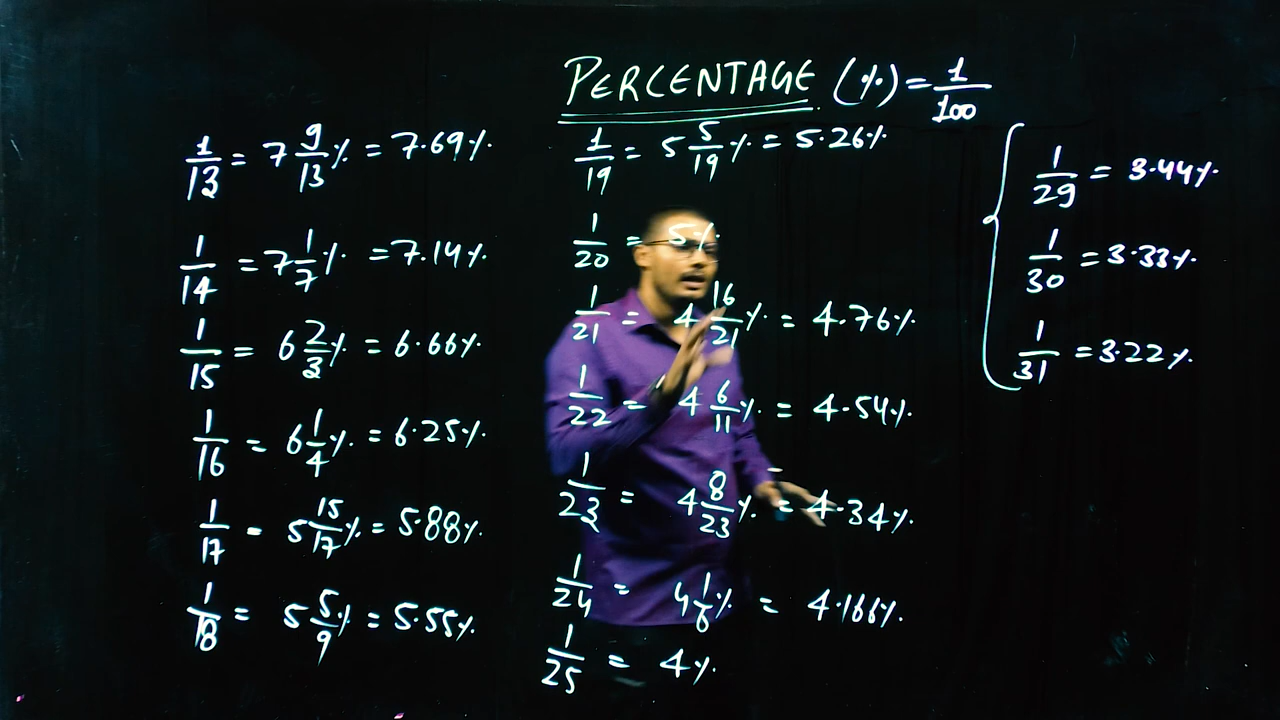 PERCENTAGE (%) = 1/100
1/13 = 7 9/13 % = 7.69%
1/14 = 7 1/7 % = 7.14%
1/15 = 6 2/3 % = 6.66%
1/16 = 6 1/4 % = 6.25%
1/17 = 5 15/17 % = 5.88%
1/18 = 5 5/9 % = 5.55%
1/19 = 5 5/19 % = 5.26%
1/20 = 5%
1/21 = 4 16/21 % = 4.76%
1/22 = 4 6/11 % = 4.54%
1/23 = 4 8/23 % = 4.34%
1/24 = 4 1/6 % = 4.166%
1/25 = 4%
1/29 = 3.44%
1/30 = 3.33%
1/31 = 3.22%